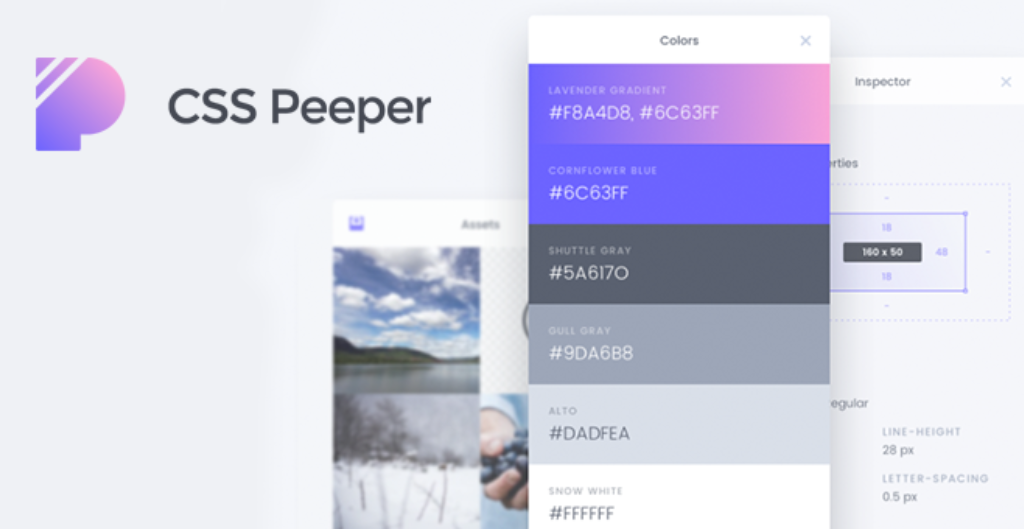 CSS Peeper
Assets
Colors
LAVENDER GRADIENT
#F8A4D8, #6C63FF
CORNFLOWER BLUE
#6C63FF
SHUTTLE GRAY
#5A6170
GULL GRAY
#9DA6B8
ALTO
#DADFEA
SNOW WHITE
#FFFFFF
Inspector
erties
-
18
160 x 50
48
-
18
-
egular
LINE-HEIGHT
28 px
LETTER-SPACING
0.5 px